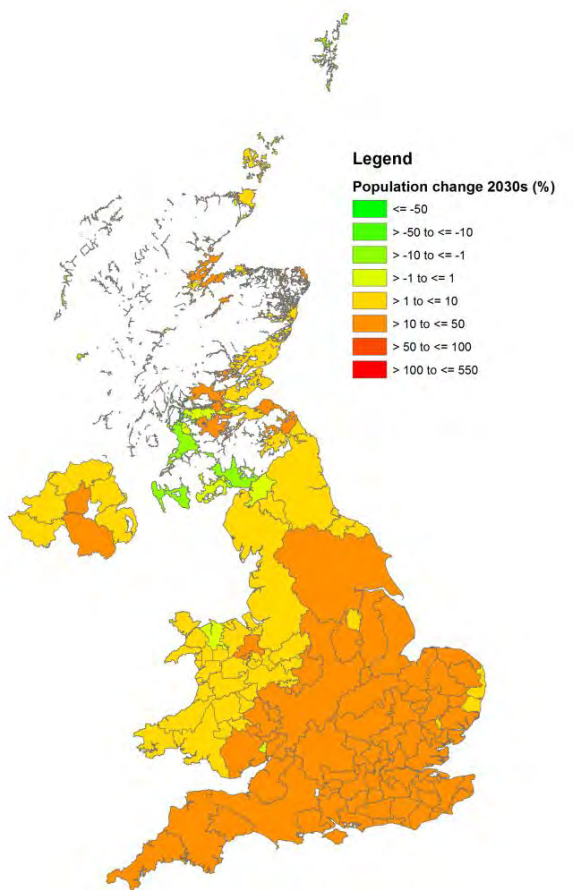 Legend
Population change 2030s (%)
<= -50
> -50 to <= -10
> -10 to <= -1
> -1 to <= 1
> 1 to <= 10
> 10 to <= 50
> 50 to <= 100
> 100 to <= 550